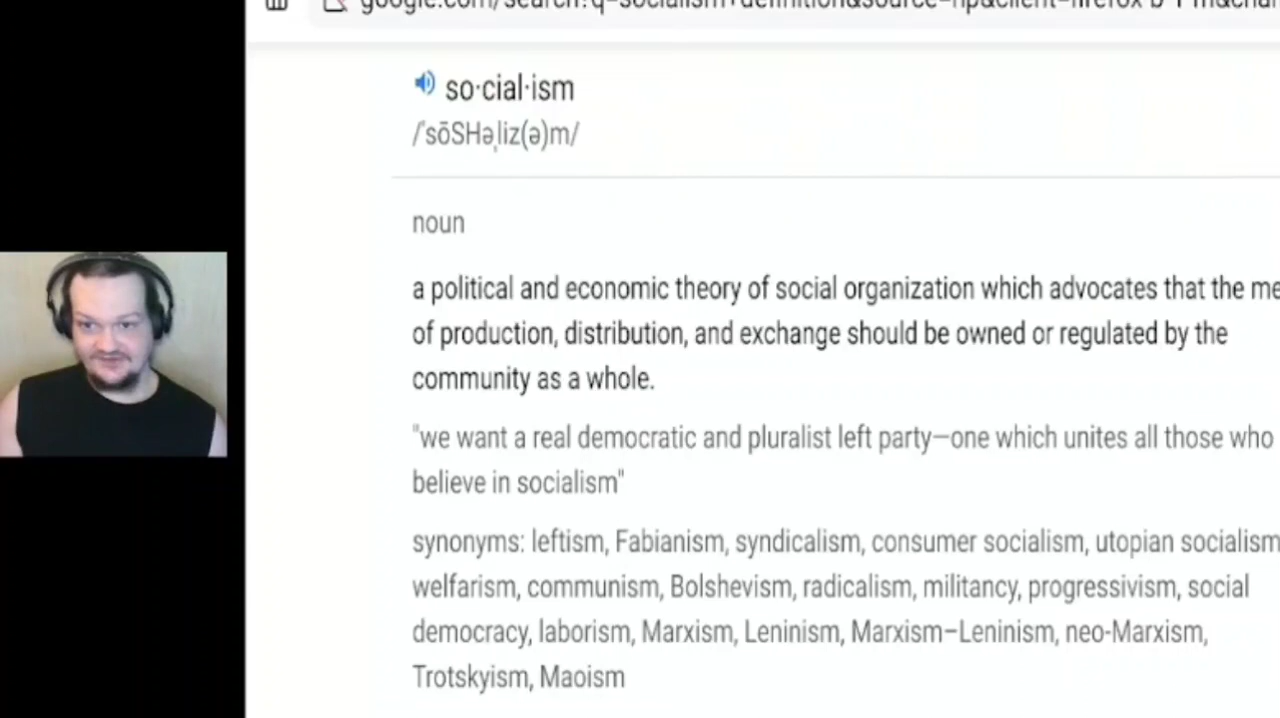 so·cial·ism
/ˈsōSHəˌliz(ə)m/
noun
a political and economic theory of social organization which advocates that the
of production, distribution, and exchange should be owned or regulated by the
community as a whole.
"we want a real democratic and pluralist left party—one which unites all those who
believe in socialism"
synonyms: leftism, Fabianism, syndicalism, consumer socialism, utopian socialism
welfarism, communism, Bolshevism, radicalism, militancy, progressivism, social
democracy, laborism, Marxism, Leninism, Marxism–Leninism, neo-Marxism,
Trotskyism, Maoism